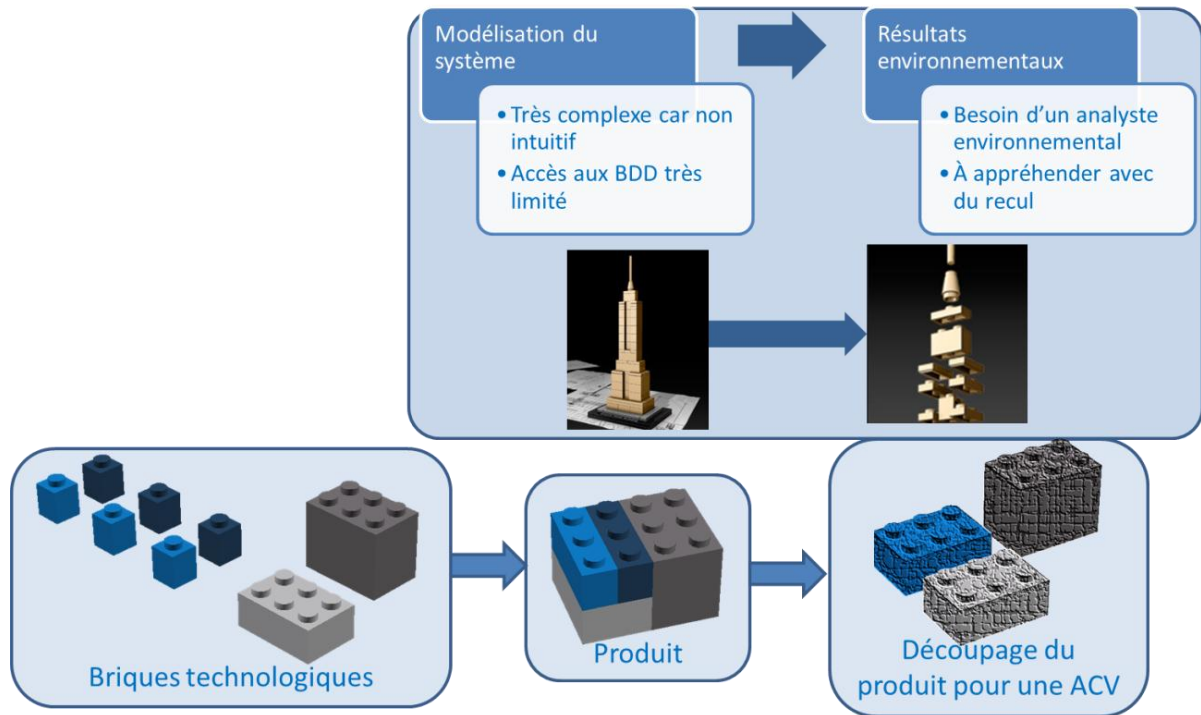 Modélisation du
système
Résultats
environnementaux
• Très complexe car non
intuitif
• Accès aux BDD très
limité
• Besoin d’un analyste
environnemental
• À appréhender avec
du recul
Briques technologiques
Produit
Découpage du
produit pour une ACV